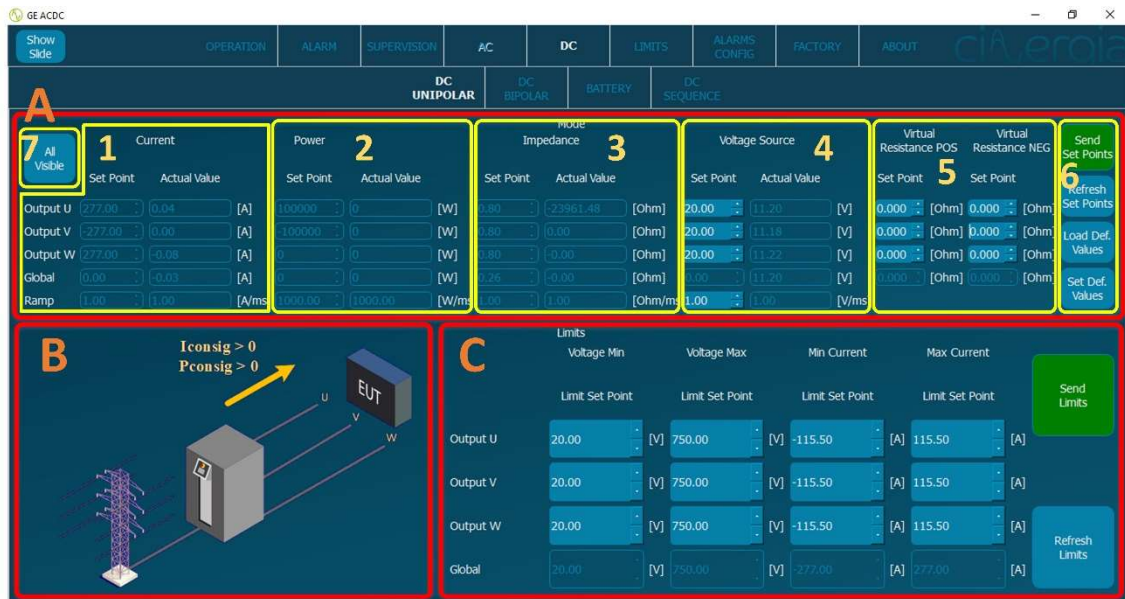 GE ACDC
Show Slide
OPERATION ALARM SUPERVISION AC DC LIMITS ALARMS CONFIG FACTORY ABOUT
DC UNIPOLAR DC BIPOLAR BATTERY DC SEQUENCE
A
Mode
7 All Visible
1 Current 2 Power 3 Impedance 4 Voltage Source 5 Virtual Resistance POS Virtual Resistance NEG
Set Point Actual Value Set Point Actual Value Set Point Actual Value Set Point Actual Value Set Point Set Point
6 Send Set Points
Refresh Set Points
Load Def. Values
Set Def. Values
Output U 277.00 0.04 [A] 100000 0 [W] 0.80 -23961.48 [Ohm] 20.00 11.20 [V] 0.000 [Ohm] 0.000 [Ohm]
Output V -277.00 0.00 [A] -100000 0 [W] 0.80 0.00 [Ohm] 20.00 11.18 [V] 0.000 [Ohm] 0.000 [Ohm]
Output W 277.00 -0.08 [A] 0 0 [W] 0.80 -0.00 [Ohm] 20.00 11.22 [V] 0.000 [Ohm] 0.000 [Ohm]
Global 0.00 -0.03 [A] 0 0 [W] 0.26 -0.00 [Ohm] 0.00 11.20 [V] 0.000 [Ohm] 0.000 [Ohm]
Ramp 1.00 1.00 [A/ms] 1000.00 1000.00 [W/ms] 1.00 1.00 [Ohm/ms] 1.00 1.00 [V/ms]
B
Iconsig > 0
Pconsig > 0
EUT
U
V
W
C
Limits
Voltage Min Voltage Max Min Current Max Current
Limit Set Point Limit Set Point Limit Set Point Limit Set Point
Send Limits
Output U 20.00 [V] 750.00 [V] -115.50 [A] 115.50 [A]
Output V 20.00 [V] 750.00 [V] -115.50 [A] 115.50 [A]
Output W 20.00 [V] 750.00 [V] -115.50 [A] 115.50 [A]
Global 20.00 [V] 750.00 [V] -277.00 [A] 277.00 [A]
Refresh Limits